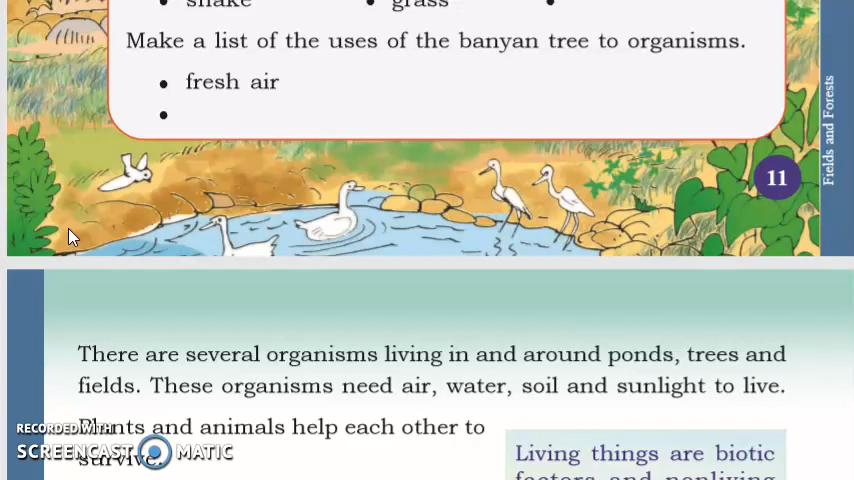 snake
grass
Make a list of the uses of the banyan tree to organisms.
fresh air
Fields and Forests
11
There are several organisms living in and around ponds, trees and
fields. These organisms need air, water, soil and sunlight to live.
Plants and animals help each other to
survive.
RECORDED WITH
SCREENCAST MATIC
Living things are biotic
factors and nonliving